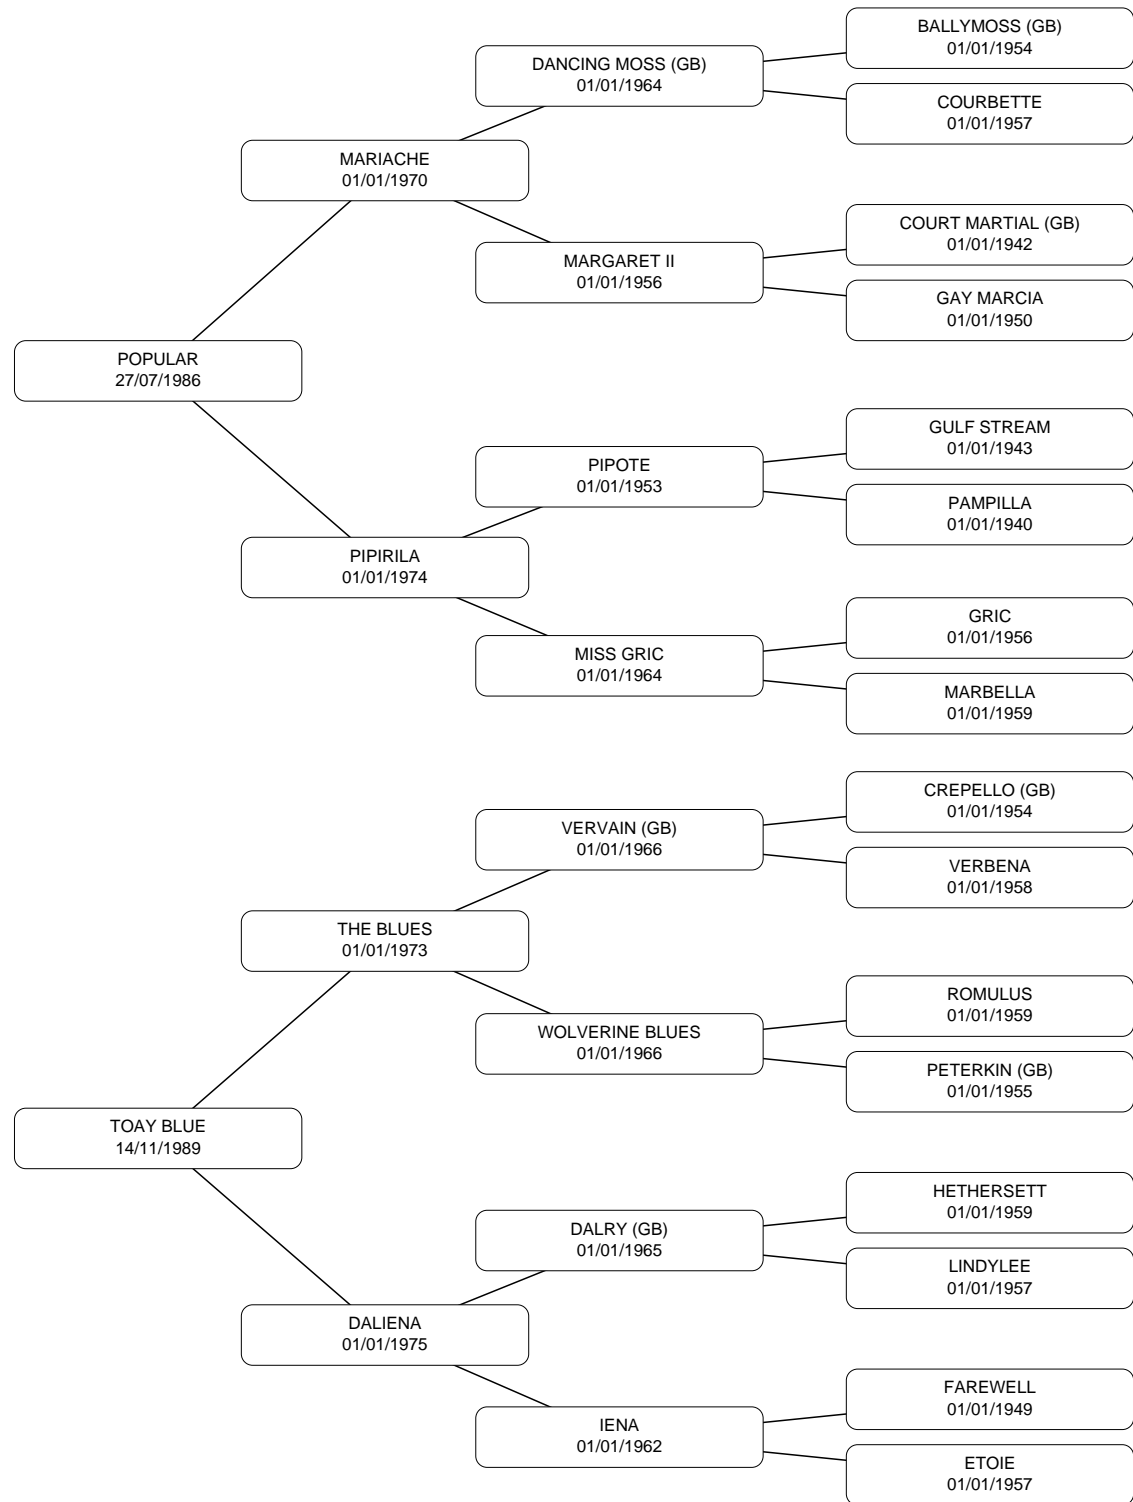 BALLYMOSS (GB)
01/01/1954
DANCING MOSS (GB)
01/01/1964
COURBETTE
01/01/1957
MARIACHE
01/01/1970
COURT MARTIAL (GB)
01/01/1942
MARGARET II
01/01/1956
GAY MARCIA
01/01/1950
POPULAR
27/07/1986
GULF STREAM
01/01/1943
PIPOTE
01/01/1953
PAMPILLA
01/01/1940
PIPIRILA
01/01/1974
GRIC
01/01/1956
MISS GRIC
01/01/1964
MARBELLA
01/01/1959
CREPELLO (GB)
01/01/1954
VERVAIN (GB)
01/01/1966
VERBENA
01/01/1958
THE BLUES
01/01/1973
ROMULUS
01/01/1959
WOLVERINE BLUES
01/01/1966
PETERKIN (GB)
01/01/1955
TOAY BLUE
14/11/1989
HETHERSETT
01/01/1959
DALRY (GB)
01/01/1965
LINDYLEE
01/01/1957
DALIENA
01/01/1975
FAREWELL
01/01/1949
IENA
01/01/1962
ETOIE
01/01/1957